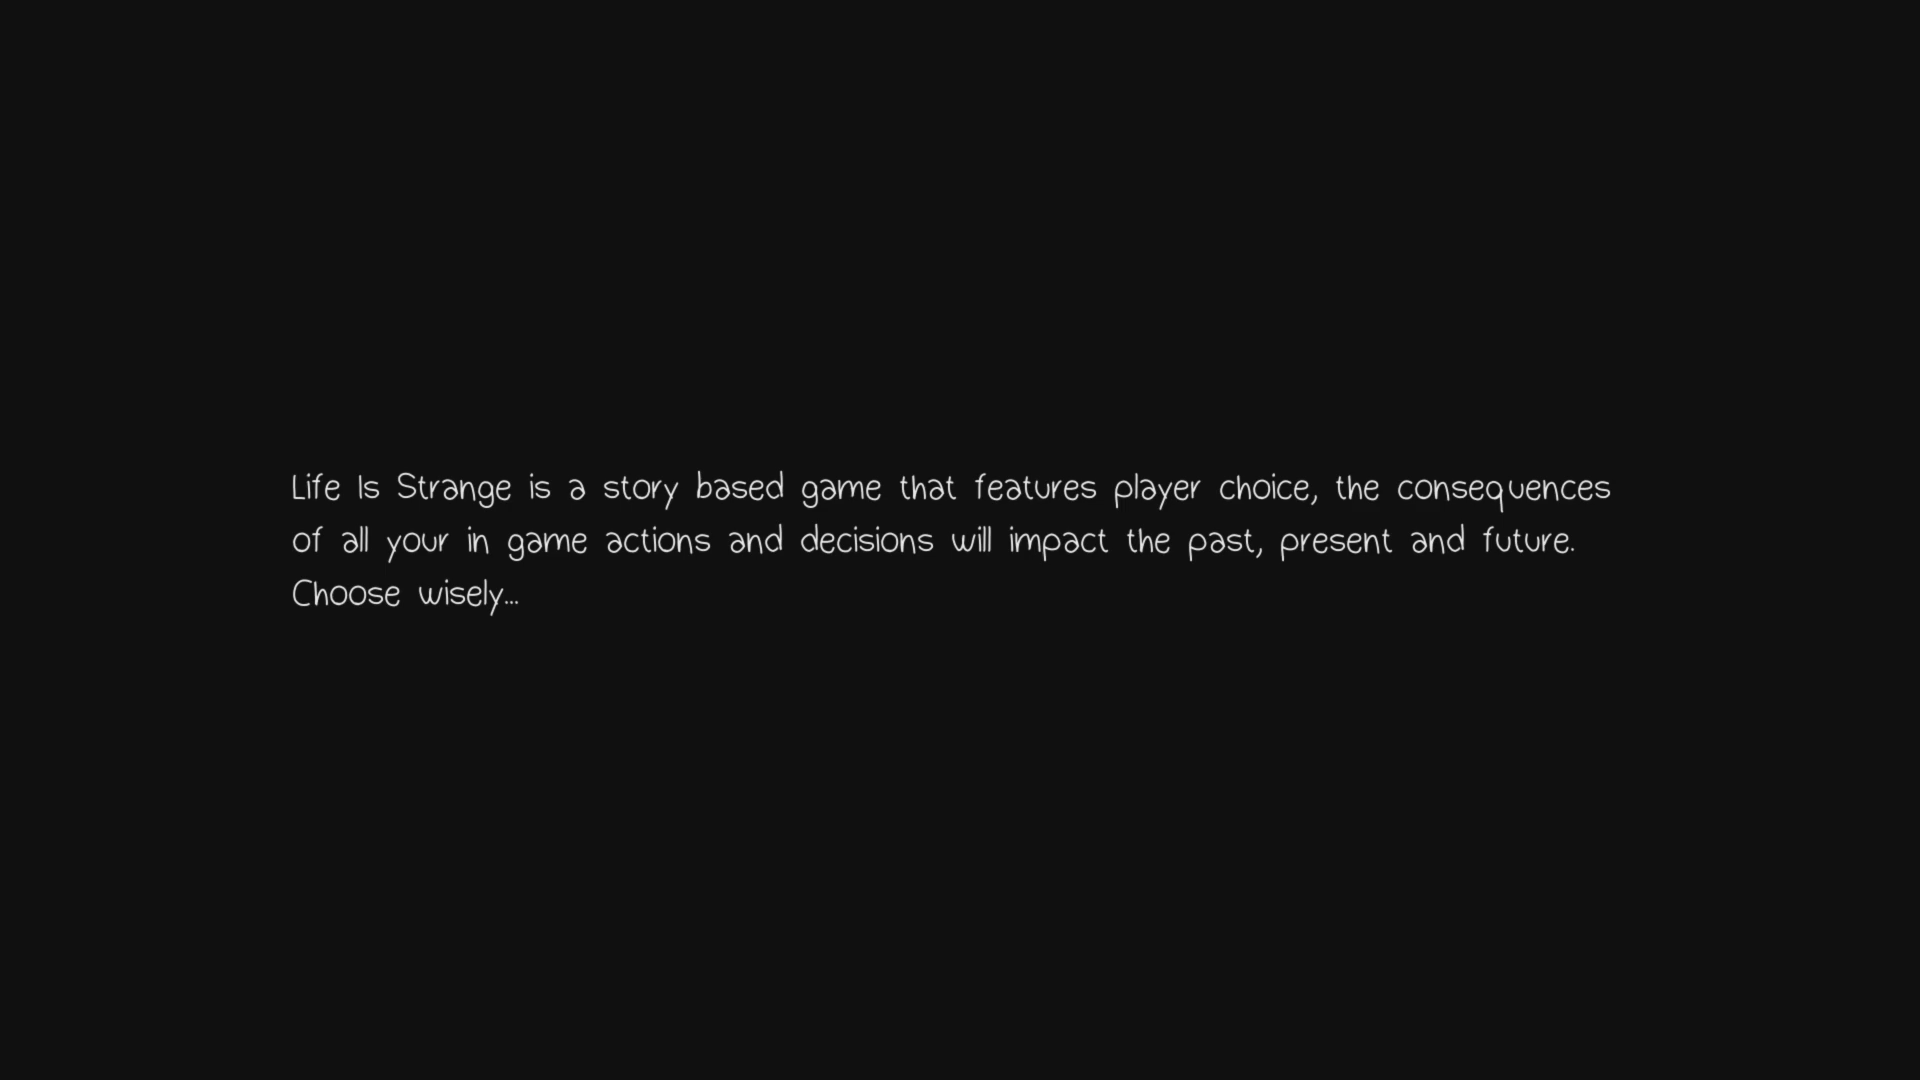 Life Is Strange is a story based game that features player choice, the consequences
of all your in game actions and decisions will impact the past, present and future.
Choose wisely...